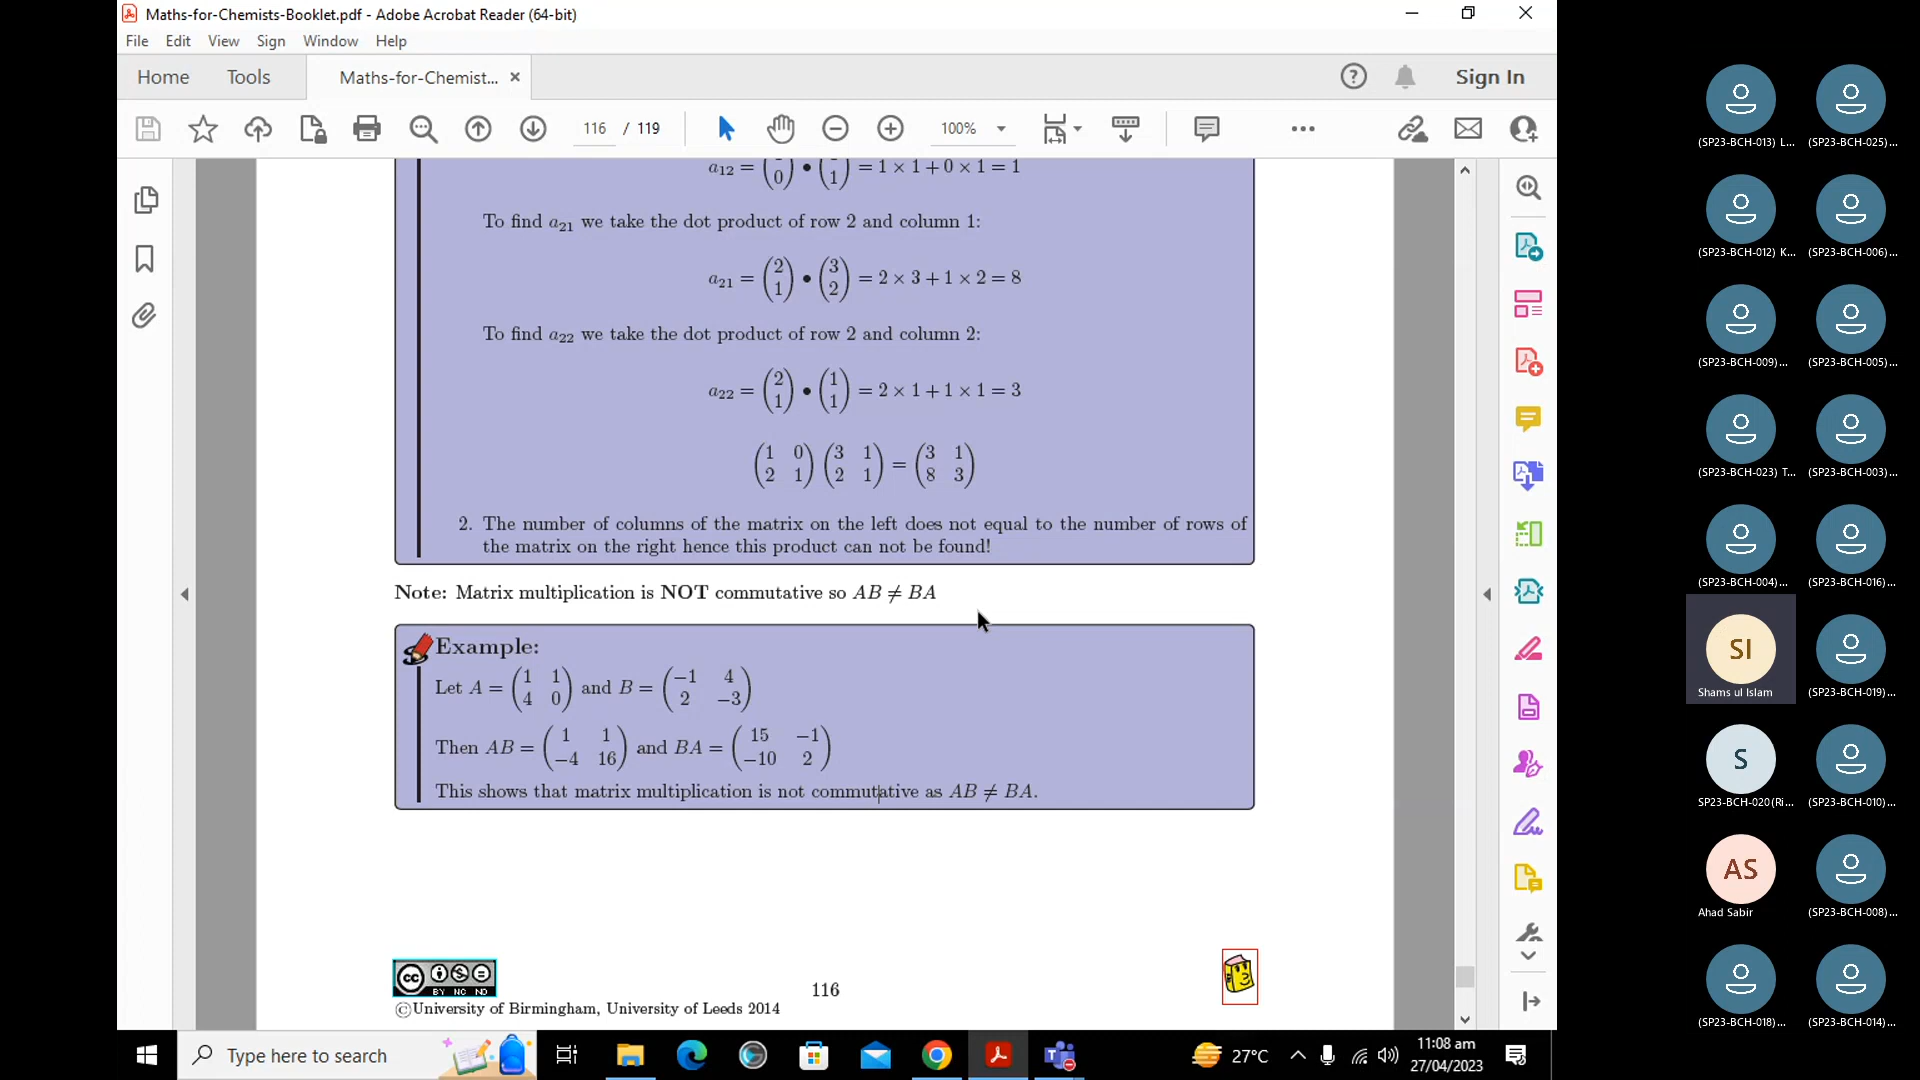 Maths-for-Chemists-Booklet.pdf - Adobe Acrobat Reader (64-bit)
File Edit View Sign Window Help
Home Tools Maths-for-Chemist... × Sign In
116 / 119 100%
a12 = (0) • (1) = 1 × 1 + 0 × 1 = 1
To find a21 we take the dot product of row 2 and column 1:
a21 = (2 1) • (3 2) = 2 × 3 + 1 × 2 = 8
To find a22 we take the dot product of row 2 and column 2:
a22 = (2 1) • (1 1) = 2 × 1 + 1 × 1 = 3
(1 0
2 1) (3 1
2 1) = (3 1
8 3)
2. The number of columns of the matrix on the left does not equal to the number of rows of
the matrix on the right hence this product can not be found!
Note: Matrix multiplication is NOT commutative so AB ≠ BA
Example:
Let A = (1 1
4 0) and B = (−1 4
2 −3)
Then AB = (1 1
−4 16) and BA = (15 −1
−10 2)
This shows that matrix multiplication is not commutative as AB ≠ BA.
cc BY NC ND
116
©University of Birmingham, University of Leeds 2014
Type here to search
27°C
11:08 am
27/04/2023
(SP23-BCH-013) L... (SP23-BCH-025)...
(SP23-BCH-012) K... (SP23-BCH-006)...
(SP23-BCH-009)... (SP23-BCH-005)...
(SP23-BCH-023) T... (SP23-BCH-003)...
(SP23-BCH-004)... (SP23-BCH-016)...
SI
Shams ul Islam (SP23-BCH-019)...
S
SP23-BCH-020(Ri... (SP23-BCH-010)...
AS
Ahad Sabir (SP23-BCH-008)...
(SP23-BCH-018)... (SP23-BCH-014)...